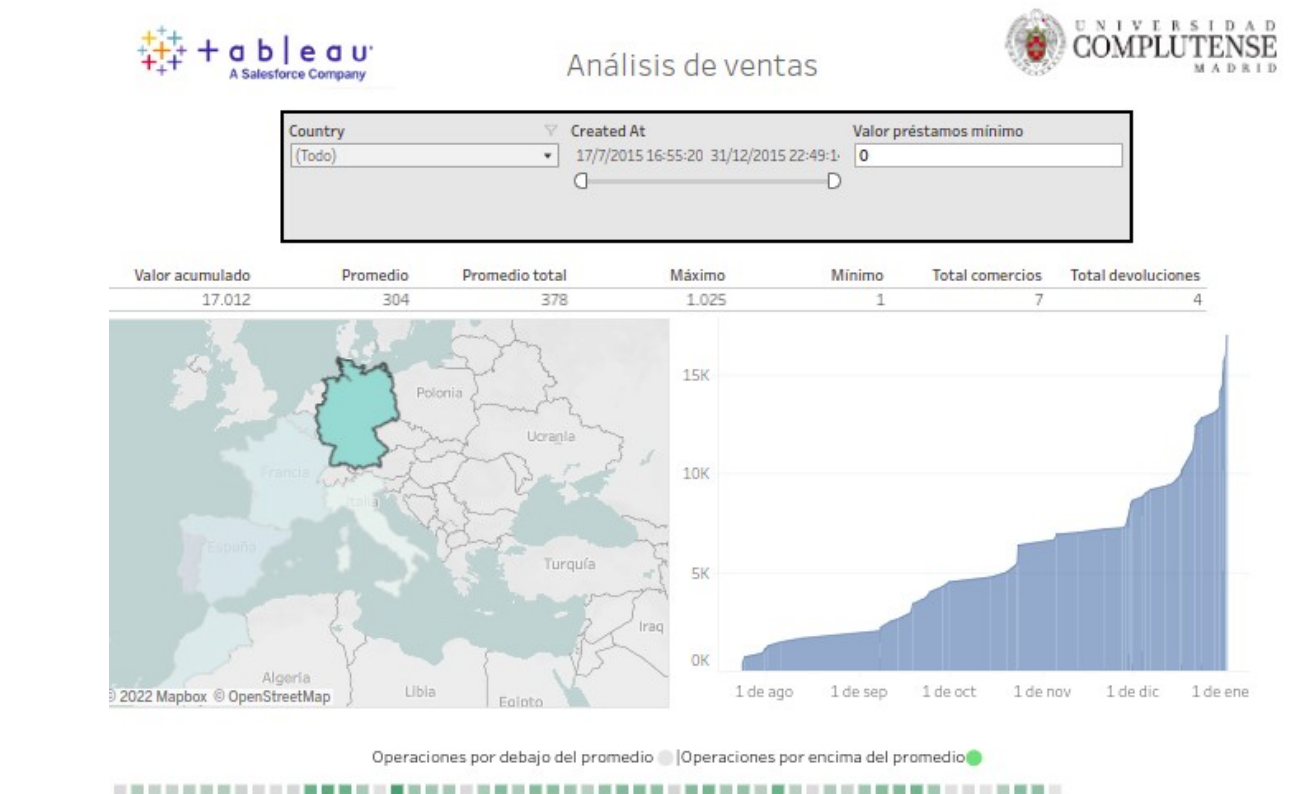 + a b | e a u
A Salesforce Company
Análisis de ventas
UNIVERSIDAD
COMPLUTENSE
MADRID
Country
Created At
Valor préstamos mínimo
(Todo)
17/7/2015 16:55:20 31/12/2015 22:49:1
0
Valor acumulado Promedio Promedio total Máximo Mínimo Total comercios Total devoluciones
17.012 304 378 1.025 1 7 4
Polonia
Ucrania
Francia
Italia
España
Turquía
Iraq
Algeria
Libia
Egipto
© 2022 Mapbox © OpenStreetMap
15K
10K
5K
0K
1 de ago 1 de sep 1 de oct 1 de nov 1 de dic 1 de ene
Operaciones por debajo del promedio |Operaciones por encima del promedio